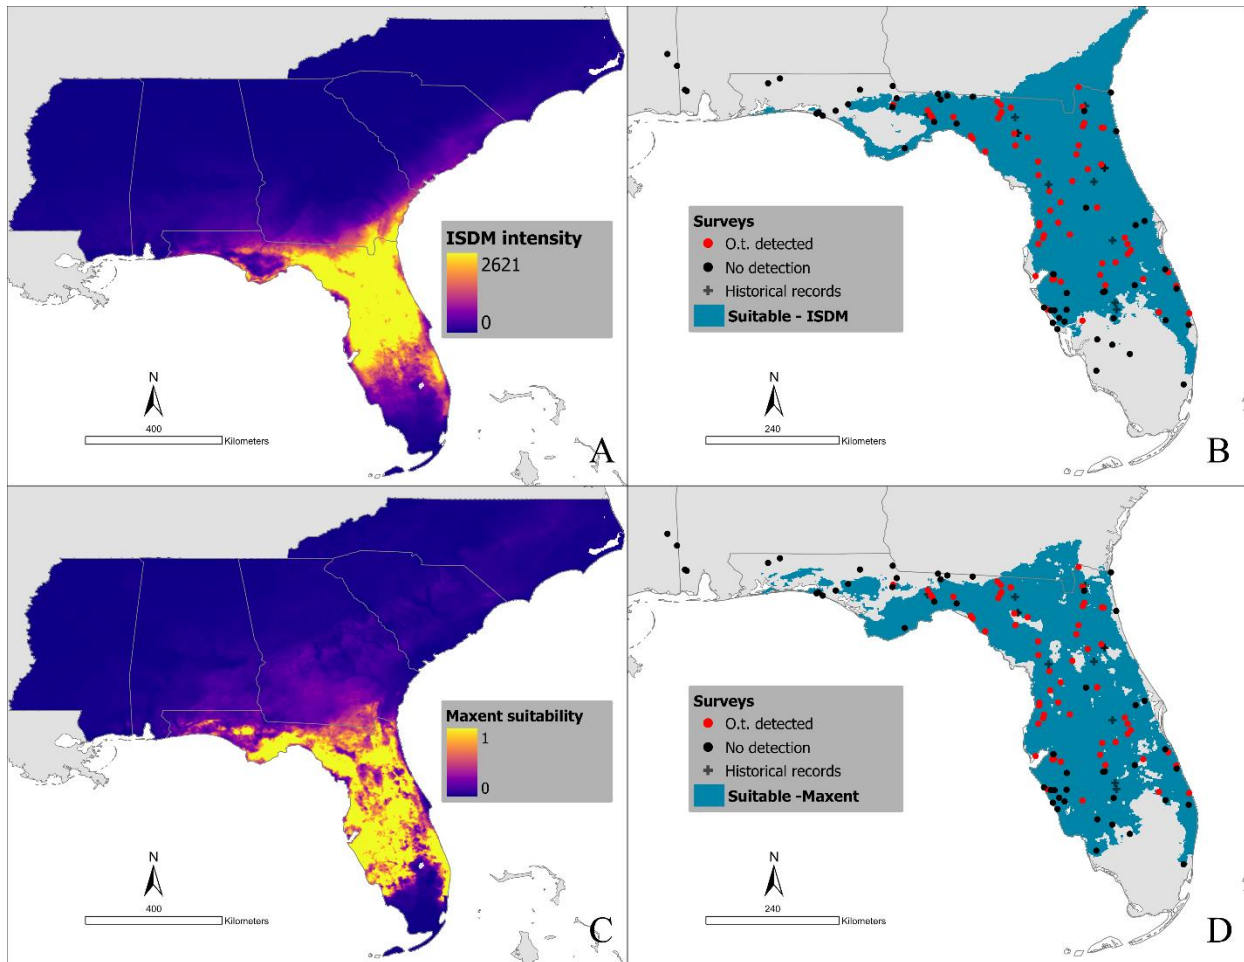 ISDM intensity
2621
0
N
400
Kilometers
A
Surveys
O.t. detected
No detection
Historical records
Suitable - ISDM
N
240
Kilometers
B
Maxent suitability
1
0
N
400
Kilometers
C
Surveys
O.t. detected
No detection
Historical records
Suitable -Maxent
N
240
Kilometers
D